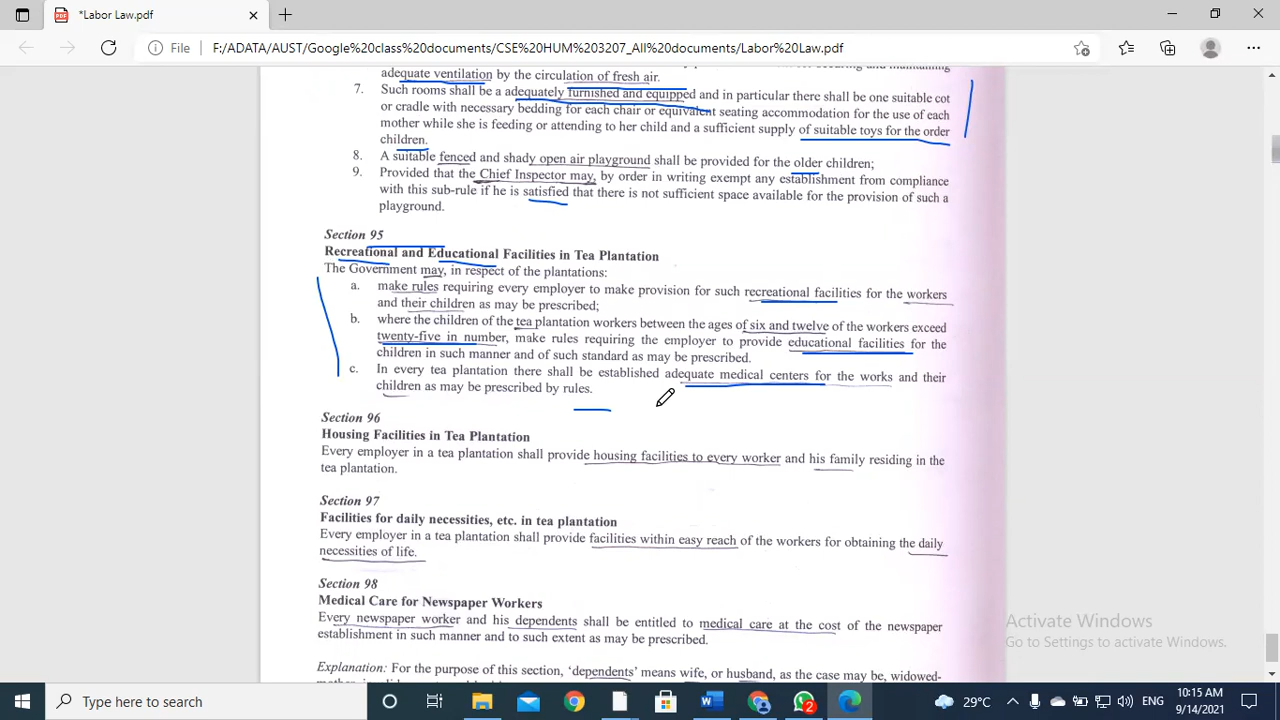 *Labor Law.pdf
File
F:/ADATA/AUST/Google%20class%20documents/CSE%20HUM%203207_All%20documents/Labor%20Law.pdf
adequate ventilation by the circulation of fresh air.
7. Such rooms shall be a adequately furnished and equipped and in particular there shall be one suitable cot
or cradle with necessary bedding for each chair or equivalent seating accommodation for the use of each
mother while she is feeding or attending to her child and a sufficient supply of suitable toys for the order
children.
8. A suitable fenced and shady open air playground shall be provided for the older children;
9. Provided that the Chief Inspector may, by order in writing exempt any establishment from compliance
with this sub-rule if he is satisfied that there is not sufficient space available for the provision of such a
playground.
Section 95
Recreational and Educational Facilities in Tea Plantation
The Government may, in respect of the plantations:
a. make rules requiring every employer to make provision for such recreational facilities for the workers
and their children as may be prescribed;
b. where the children of the tea plantation workers between the ages of six and twelve of the workers exceed
twenty-five in number, make rules requiring the employer to provide educational facilities for the
children in such manner and of such standard as may be prescribed.
c. In every tea plantation there shall be established adequate medical centers for the works and their
children as may be prescribed by rules.
Section 96
Housing Facilities in Tea Plantation
Every employer in a tea plantation shall provide housing facilities to every worker and his family residing in the
tea plantation.
Section 97
Facilities for daily necessities, etc. in tea plantation
Every employer in a tea plantation shall provide facilities within easy reach of the workers for obtaining the daily
necessities of life.
Section 98
Medical Care for Newspaper Workers
Every newspaper worker and his dependents shall be entitled to medical care at the cost of the newspaper
establishment in such manner and to such extent as may be prescribed.
Explanation: For the purpose of this section, 'dependents' means wife, or husband, as the case may be, widowed-
Activate Windows
Go to Settings to activate Windows.
Type here to search
2
29°C
ENG
10:15 AM
9/14/2021